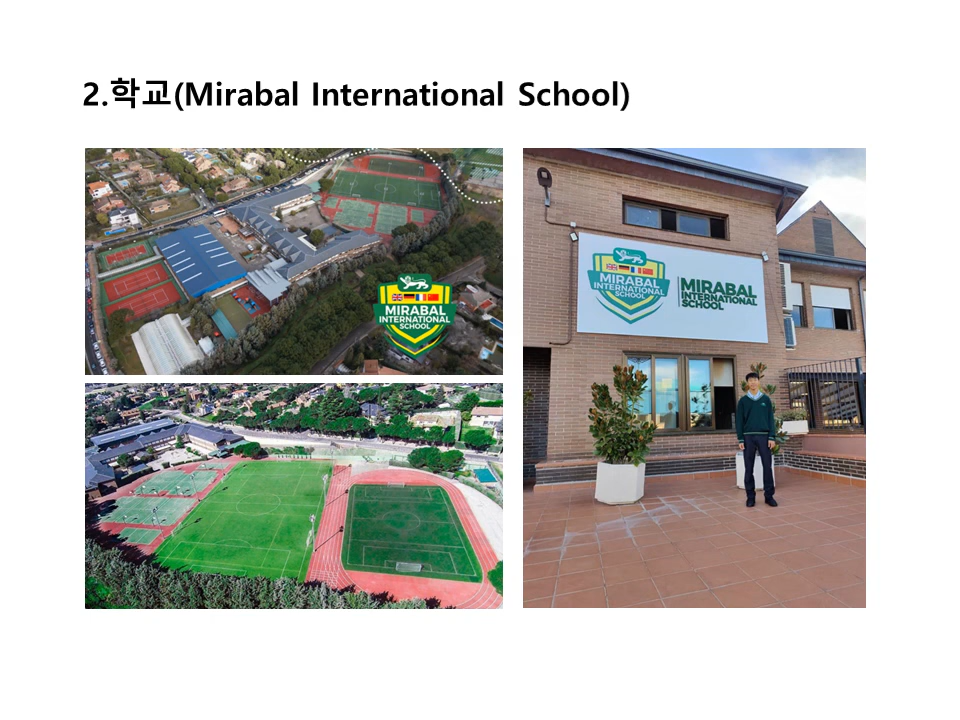 2.학교(Mirabal International School)
MIRABAL
INTERNATIONAL
SCHOOL
MIRABAL
INTERNATIONAL
SCHOOL
MIRABAL
INTERNATIONAL
SCHOOL